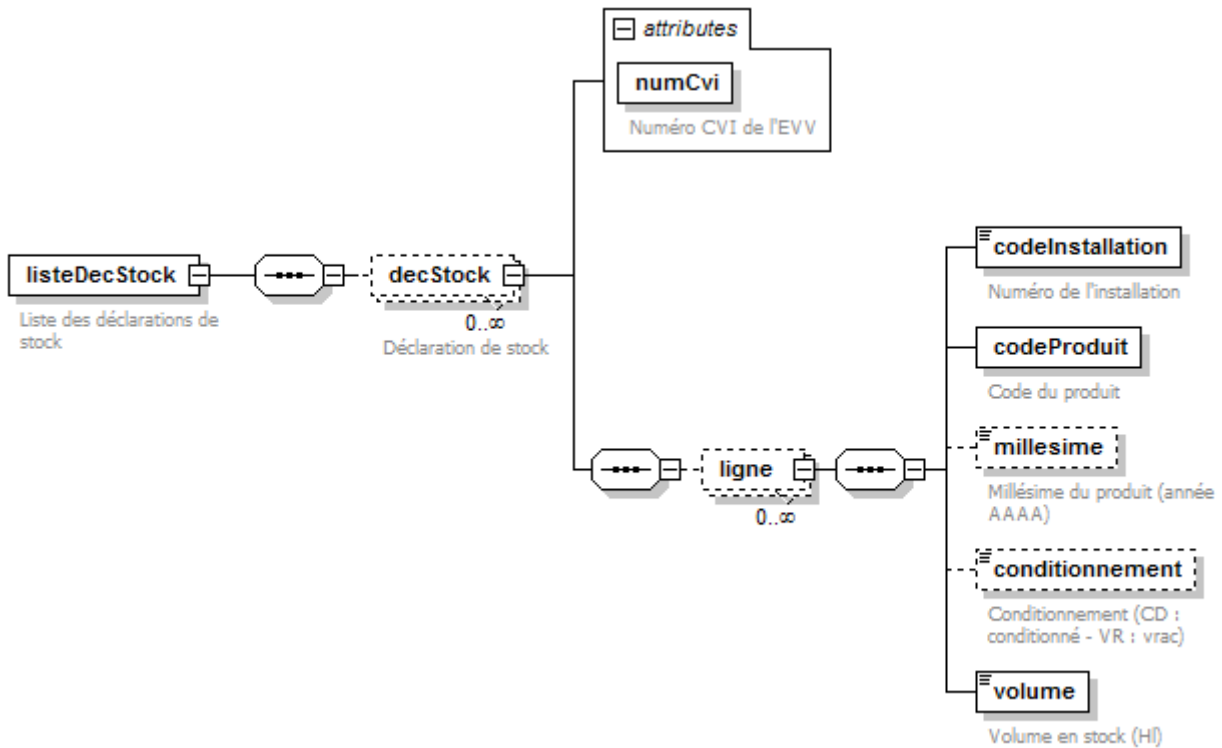 attributes
numCvi
Numéro CVI de l'EVV
listeDecStock
Liste des déclarations de
stock
decStock
0..∞
Déclaration de stock
ligne
0..∞
codeInstallation
Numéro de l'installation
codeProduit
Code du produit
millesime
Millésime du produit (année
AAAA)
conditionnement
Conditionnement (CD :
conditionné - VR : vrac)
volume
Volume en stock (Hl)